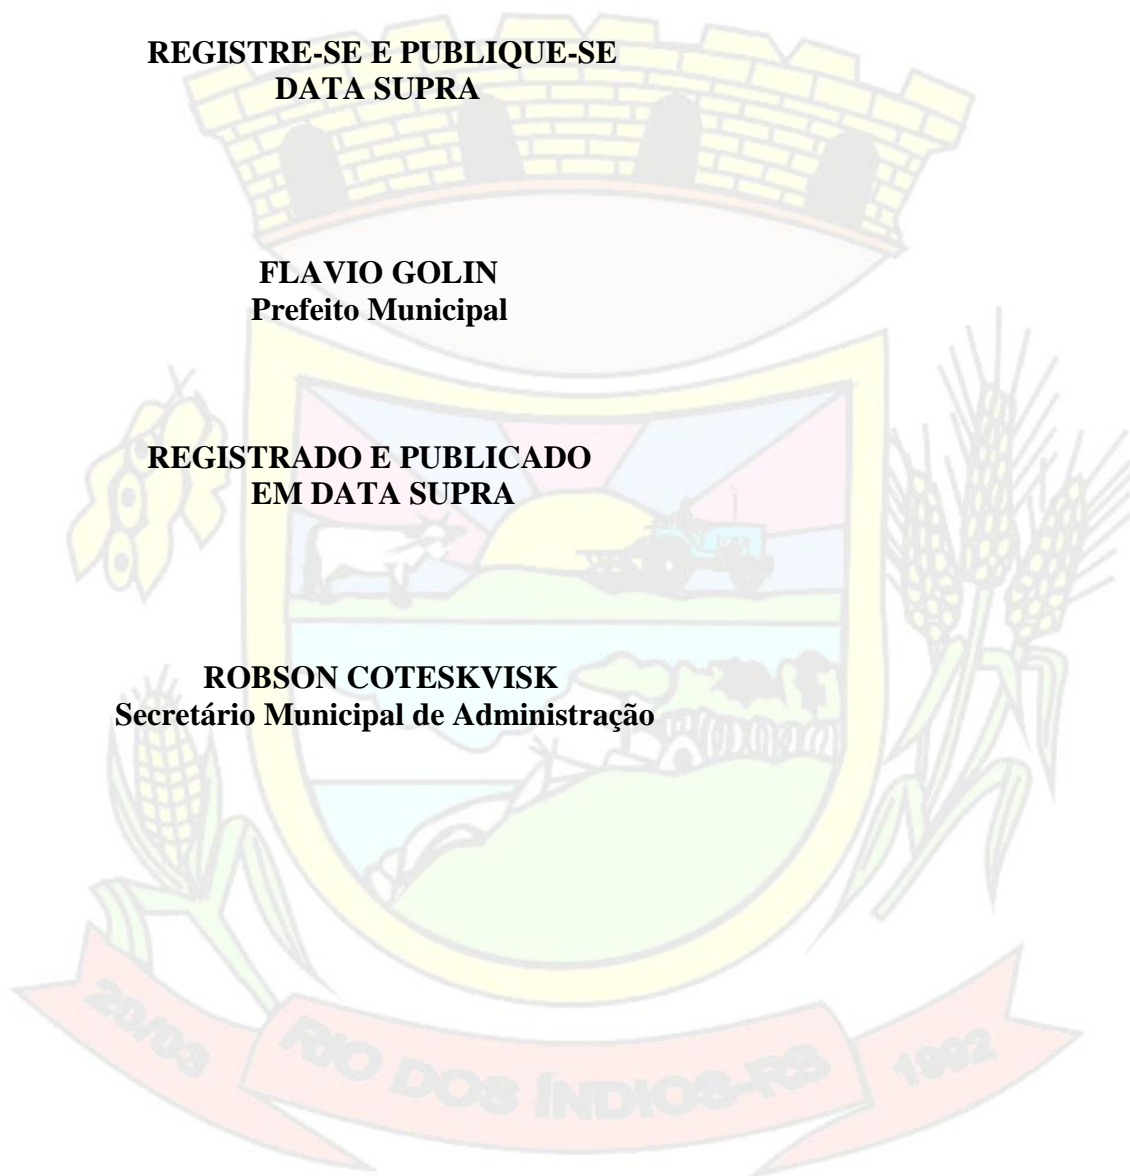 REGISTRE-SE E PUBLIQUE-SE
DATA SUPRA
FLAVIO GOLIN
Prefeito Municipal
REGISTRADO E PUBLICADO
EM DATA SUPRA
ROBSON COTESKVISK
Secretário Municipal de Administração
20/03
RIO DOS ÍNDIOS-RS
1992